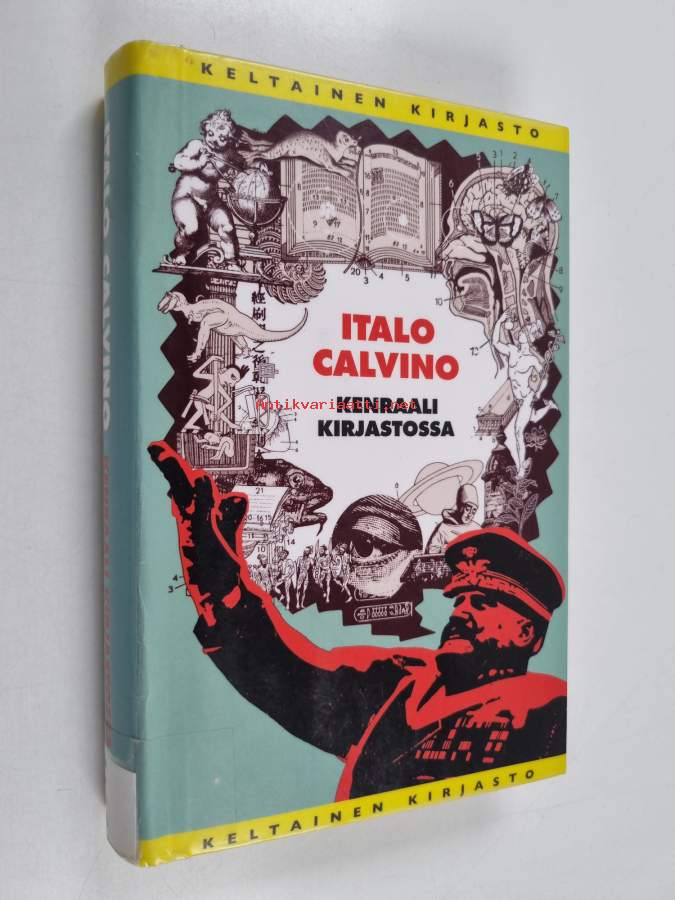 KELTAINEN KIRJASTO
ITALO
CALVINO
KENRAALI
KIRJASTOSSA
Antikvariaatti.net
KELTAINEN KIRJASTO
ITALO CALVINO